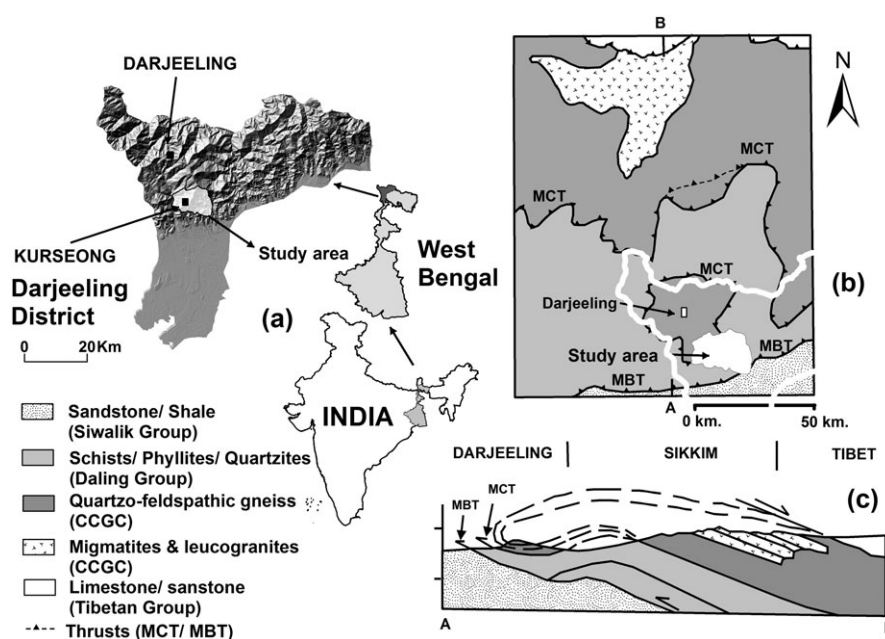 DARJEELING
KURSEONG
Study area
Darjeeling
District
(a)
0 20Km
West
Bengal
INDIA
Sandstone/ Shale
(Siwalik Group)
Schists/ Phyllites/ Quartzites
(Daling Group)
Quartzo-feldspathic gneiss
(CCGC)
Migmatites & leucogranites
(CCGC)
Limestone/ sanstone
(Tibetan Group)
Thrusts (MCT/ MBT)
B
N
MCT
MCT
MCT
(b)
Darjeeling
Study area
MBT
MBT
A
0 km. 50 km.
DARJEELING SIKKIM TIBET
(c)
MBT
MCT
A